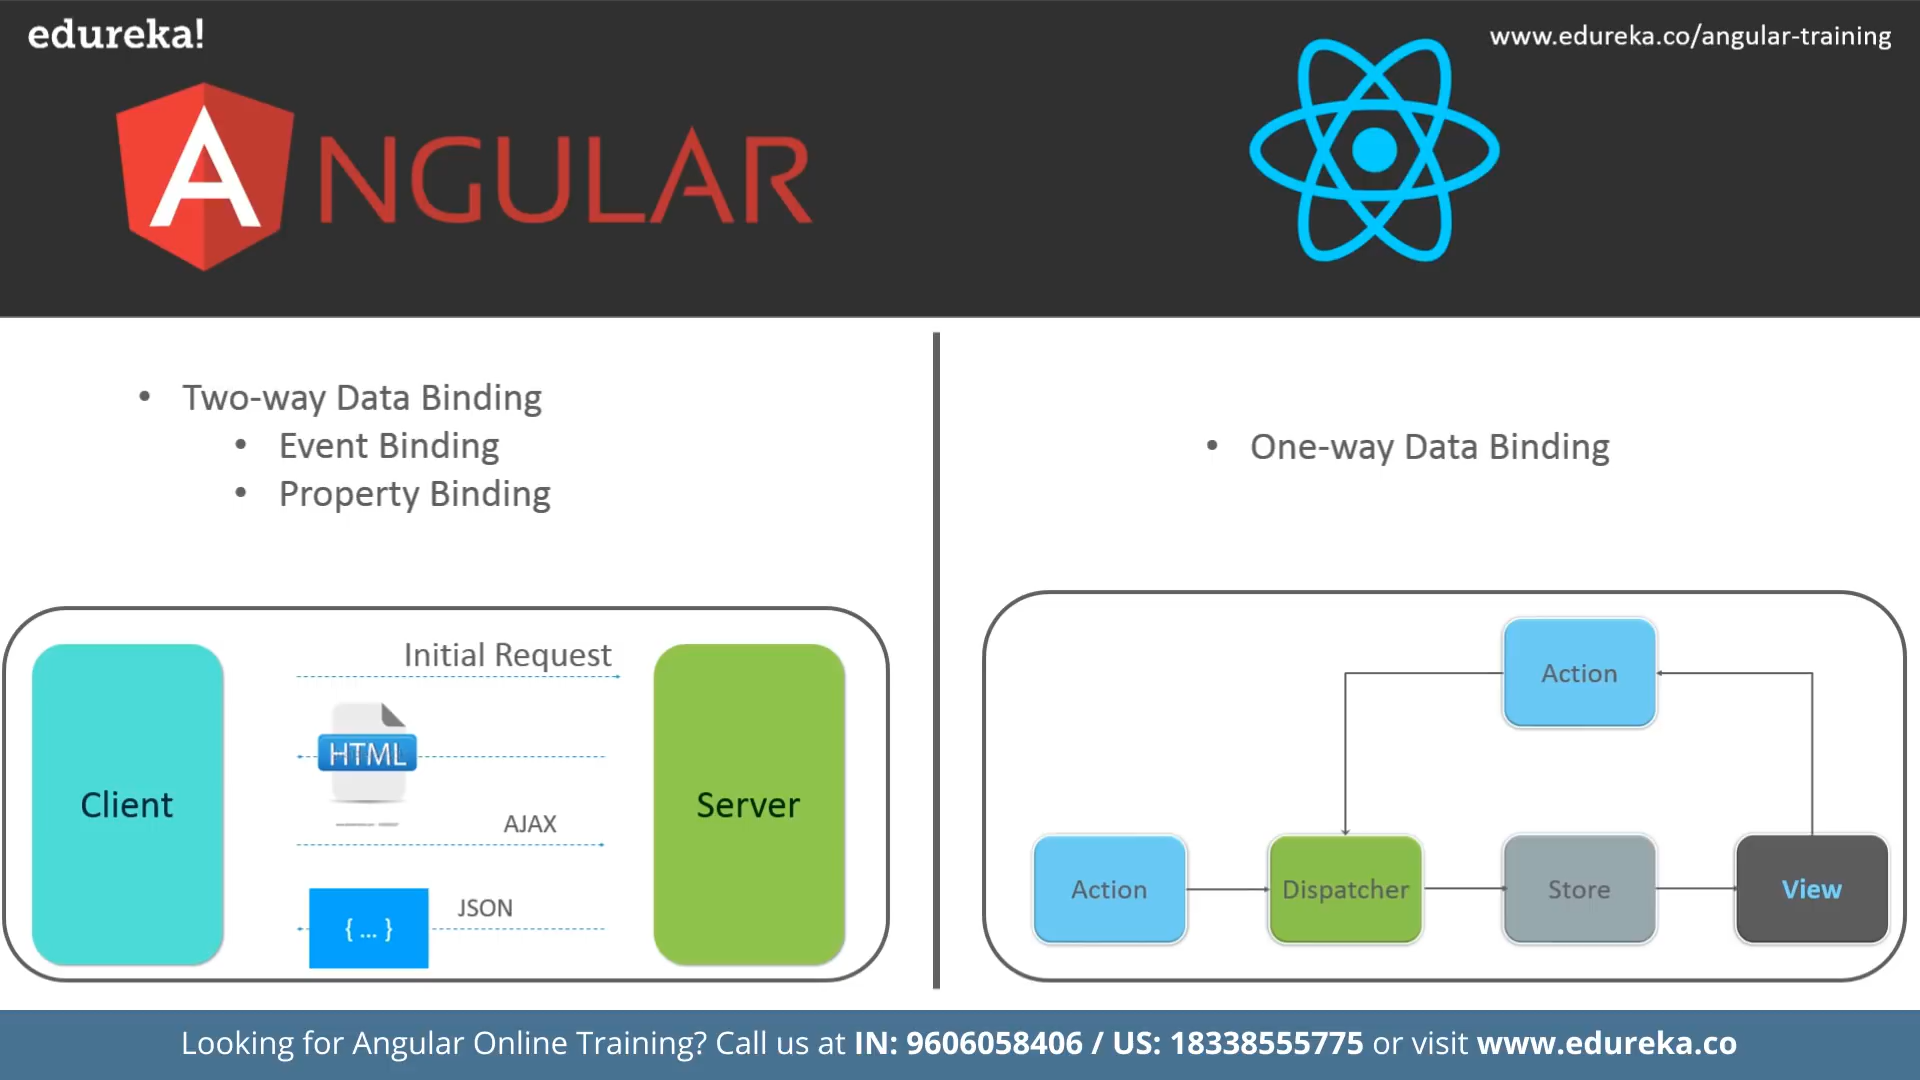 edureka!
www.edureka.co/angular-training
ANGULAR
• Two-way Data Binding
• Event Binding
• Property Binding
• One-way Data Binding
Client
Initial Request
HTML
AJAX
{ ... }
JSON
Server
Action
Action
Dispatcher
Store
View
Looking for Angular Online Training? Call us at IN: 9606058406 / US: 18338555775 or visit www.edureka.co